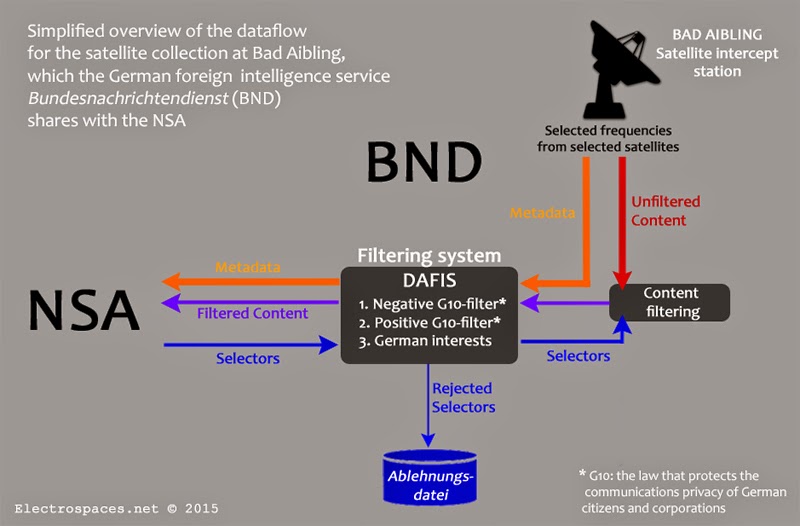 Simplified overview of the dataflow
for the satellite collection at Bad Aibling,
which the German foreign intelligence service
Bundesnachrichtendienst (BND)
shares with the NSA
BAD AIBLING
Satellite intercept
station
Selected frequencies
from selected satellites
BND
Metadata
Unfiltered
Content
Filtering system
DAFIS
1. Negative G10-filter*
2. Positive G10-filter*
3. German interests
Content
filtering
NSA
Metadata
Filtered Content
Selectors
Selectors
Rejected
Selectors
Ablehnungs-
datei
* G10: the law that protects the
communications privacy of German
citizens and corporations
Electrospaces.net © 2015